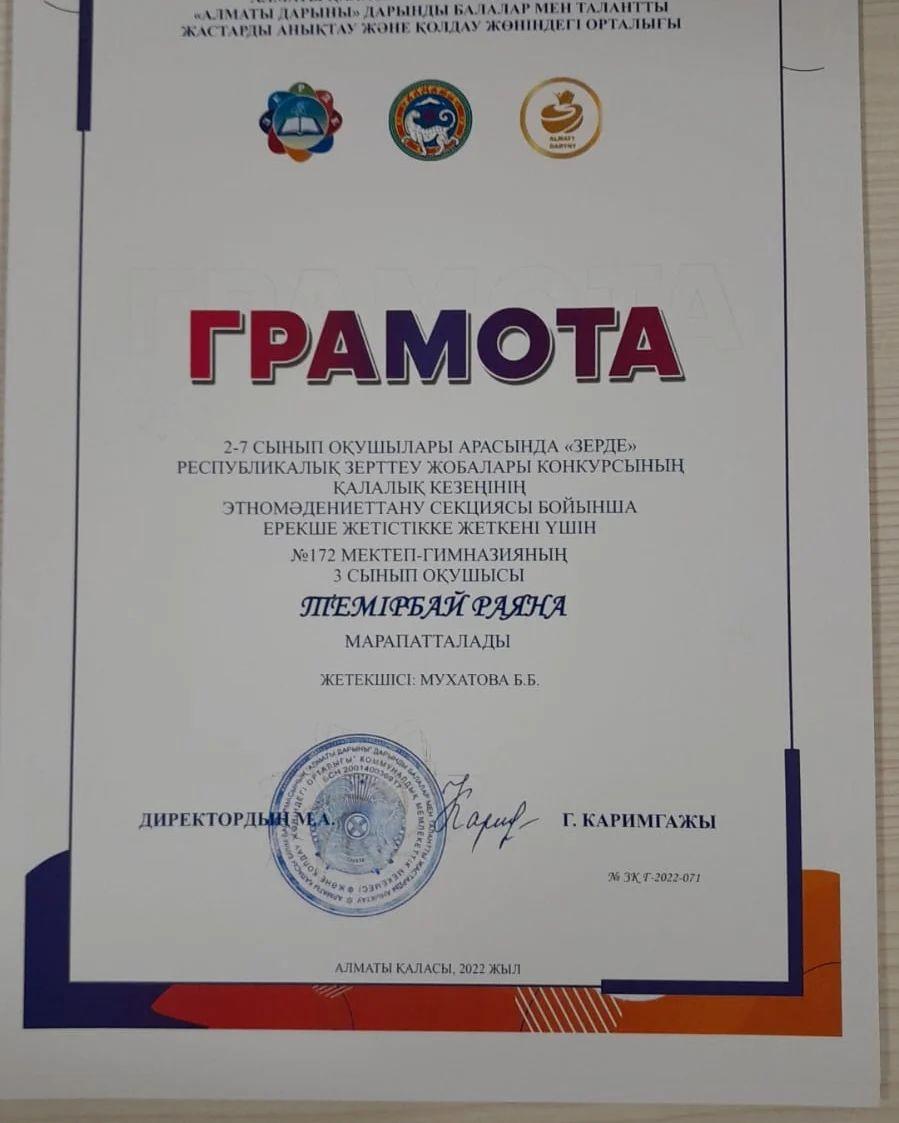 «АЛМАТЫ ДАРЫНЫ» ДАРЫНДЫ БАЛАЛАР МЕН ТАЛАНТТЫ
ЖАСТАРДЫ АНЫҚТАУ ЖӘНЕ ҚОЛДАУ ЖӨНІНДЕГІ ОРТАЛЫҒЫ
ALMATY
DARYNY
ГРАМОТА
2-7 СЫНЫП ОҚУШЫЛАРЫ АРАСЫНДА «ЗЕРДЕ»
РЕСПУБЛИКАЛЫҚ ЗЕРТТЕУ ЖОБАЛАРЫ КОНКУРСЫНЫҢ
ҚАЛАЛЫҚ КЕЗЕҢІНІҢ
ЭТНОМӘДЕНИЕТТАНУ СЕКЦИЯСЫ БОЙЫНША
ЕРЕКШЕ ЖЕТІСТІККЕ ЖЕТКЕНІ ҮШІН
№172 МЕКТЕП-ГИМНАЗИЯНЫҢ
3 СЫНЫП ОҚУШЫСЫ
ТЕМІРБАЙ РАЯНА
МАРАПАТТАЛАДЫ
ЖЕТЕКШІСІ: МУХАТОВА Б.Б.
ДИРЕКТОРДЫҢ М.А. Г. КАРИМГАЖЫ
№ ЗК Г-2022-071
АЛМАТЫ ҚАЛАСЫ, 2022 ЖЫЛ